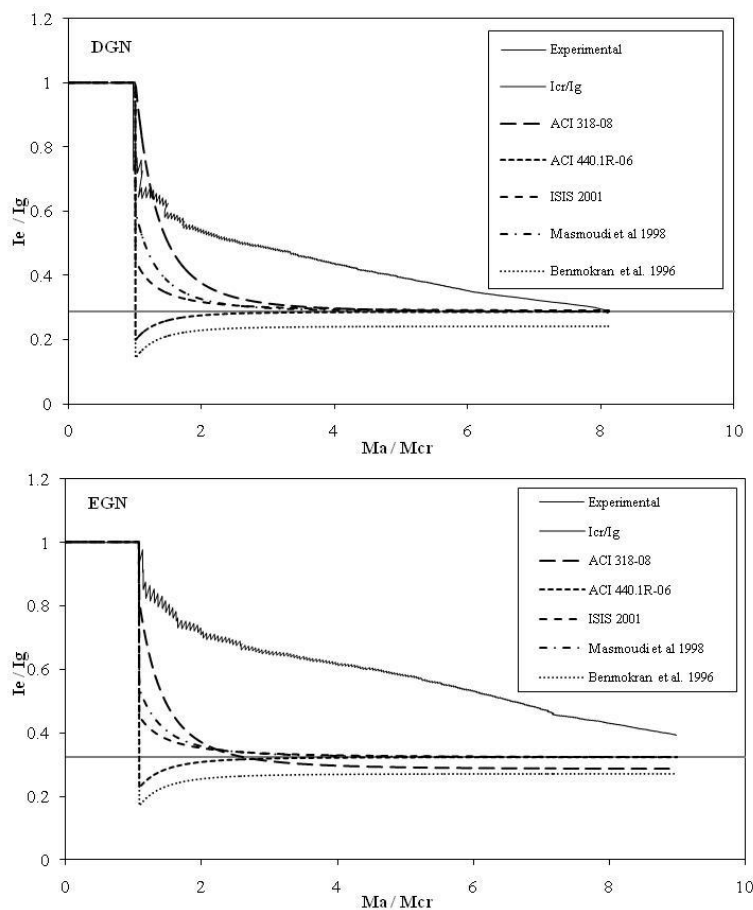 1.2
DGN
1
0.8
0.6
0.4
0.2
0
Ie / Ig
0 2 4 6 8 10
Ma / Mcr
Experimental
Icr/Ig
ACI 318-08
ACI 440.1R-06
ISIS 2001
Masmoudi et al 1998
Benmokran et al. 1996
1.2
EGN
1
0.8
0.6
0.4
0.2
0
Ie / Ig
0 2 4 6 8 10
Ma / Mcr
Experimental
Icr/Ig
ACI 318-08
ACI 440.1R-06
ISIS 2001
Masmoudi et al 1998
Benmokran et al. 1996